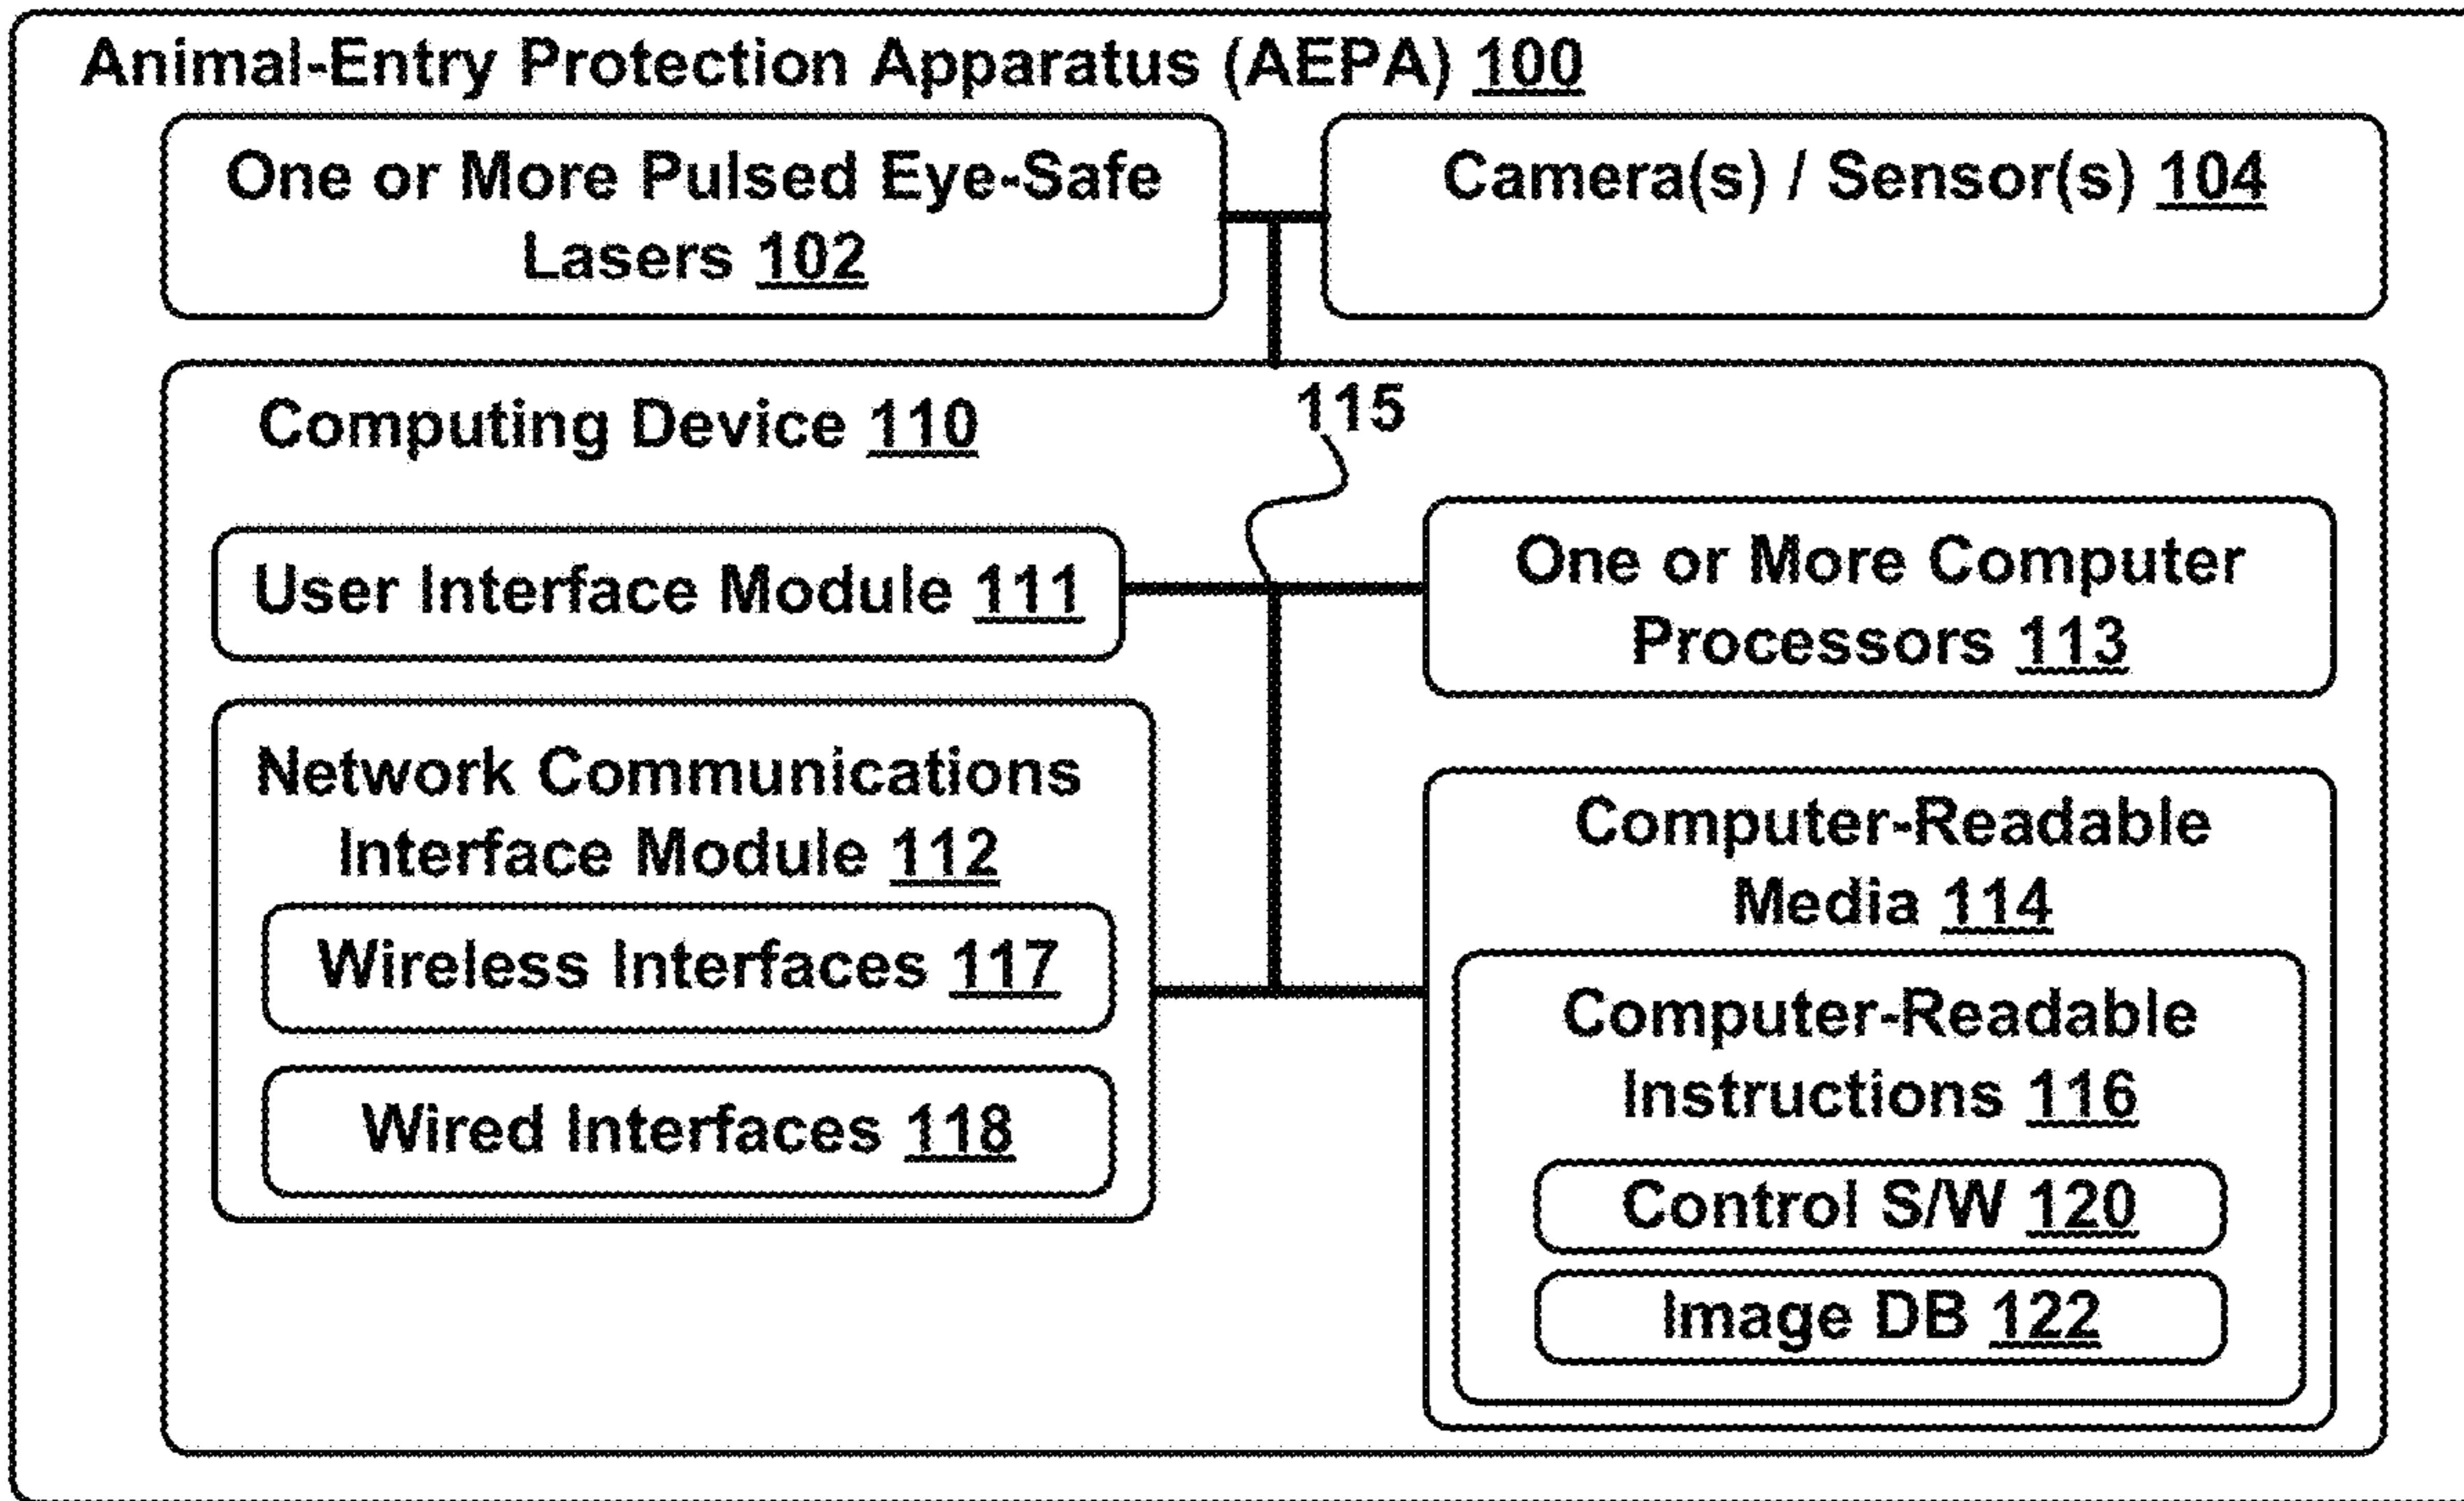 Animal-Entry Protection Apparatus (AEPA) 100
One or More Pulsed Eye-Safe
Lasers 102
Camera(s) / Sensor(s) 104
Computing Device 110
115
User Interface Module 111
One or More Computer
Processors 113
Network Communications
Interface Module 112
Wireless Interfaces 117
Wired Interfaces 118
Computer-Readable
Media 114
Computer-Readable
Instructions 116
Control S/W 120
Image DB 122